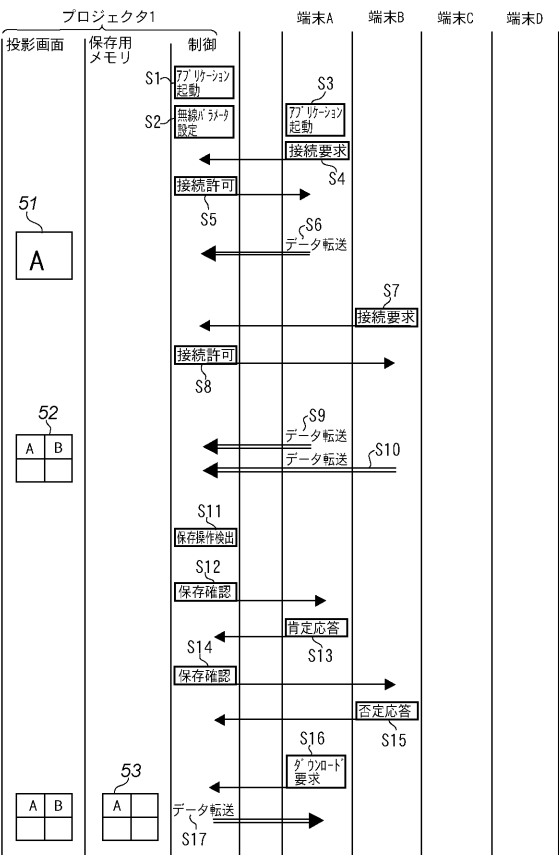 プロジェクタ1
端末A
端末B
端末C
端末D
投影画面
保存用
メモリ
制御
S1
アプリケーション
起動
S3
アプリケーション
起動
S2
無線パラメータ
設定
接続要求
S4
接続許可
S5
51
A
S6
データ転送
S7
接続要求
接続許可
S8
52
A B
S9
データ転送
データ転送
S10
S11
保存操作検出
S12
保存確認
肯定応答
S13
S14
保存確認
否定応答
S15
S16
ダウンロード
要求
53
A B
A
データ転送
S17